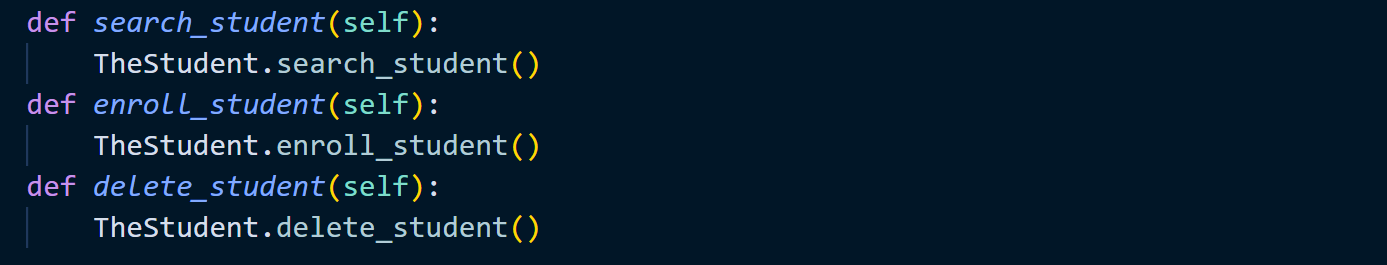 def search_student(self):
    TheStudent.search_student()
def enroll_student(self):
    TheStudent.enroll_student()
def delete_student(self):
    TheStudent.delete_student()